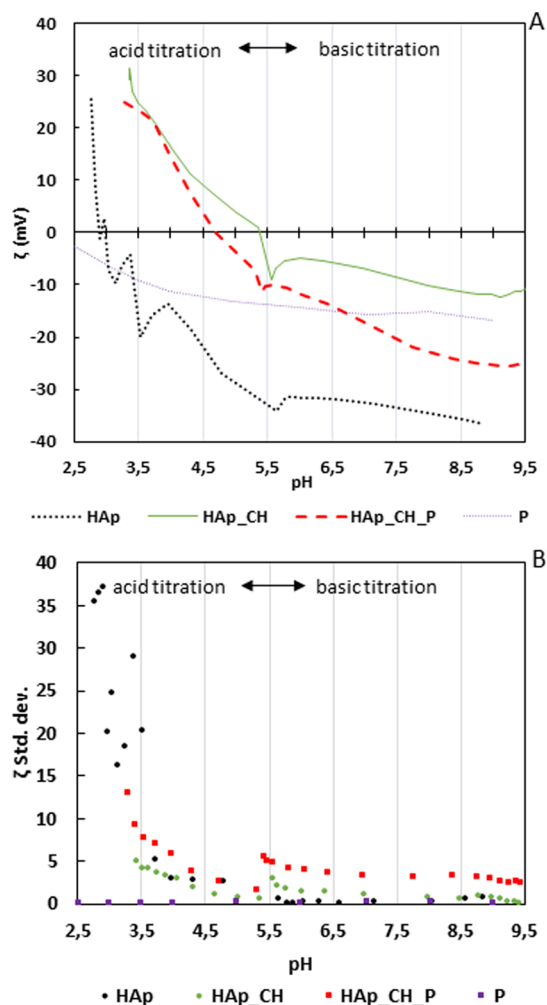 A
acid titration basic titration
40
30
20
10
0
-10
-20
-30
-40
ζ (mV)
2,5 3,5 4,5 5,5 6,5 7,5 8,5 9,5
pH
HAp HAp_CH HAp_CH_P P
B
acid titration basic titration
40
35
30
25
20
15
10
5
0
ζ Std. dev.
2,5 3,5 4,5 5,5 6,5 7,5 8,5 9,5
pH
HAp HAp_CH HAp_CH_P P